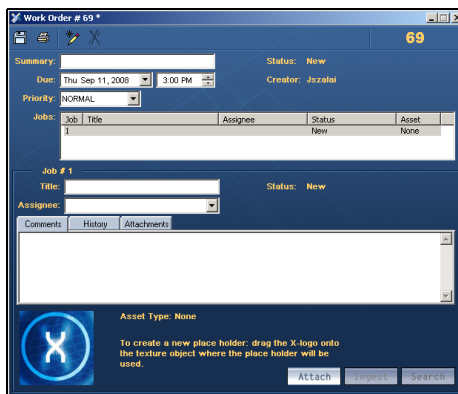 Work Order # 69 *
69
Summary: Status: New
Due: Thu Sep 11, 2008 3:00 PM Creator: Jszalai
Priority: NORMAL
Jobs: Job Title Assignee Status Asset
1 New None
Job # 1
Title: Status: New
Assignee:
Comments History Attachments
Asset Type: None
To create a new place holder: drag the X-logo onto
the texture object where the place holder will be
used.
X
Attach Ingest Search